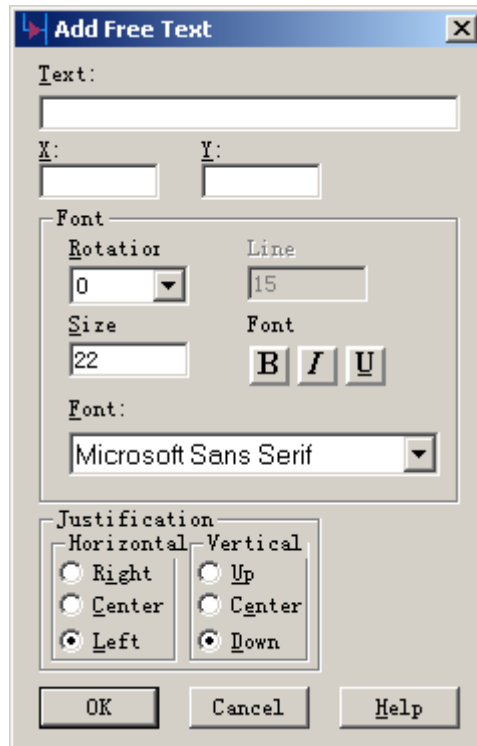 Add Free Text
Text:
X: Y:
Font
Rotation Line
0 15
Size Font
22 B I U
Font:
Microsoft Sans Serif
Justification
Horizontal Vertical
Right Up
Center Center
Left Down
OK Cancel Help